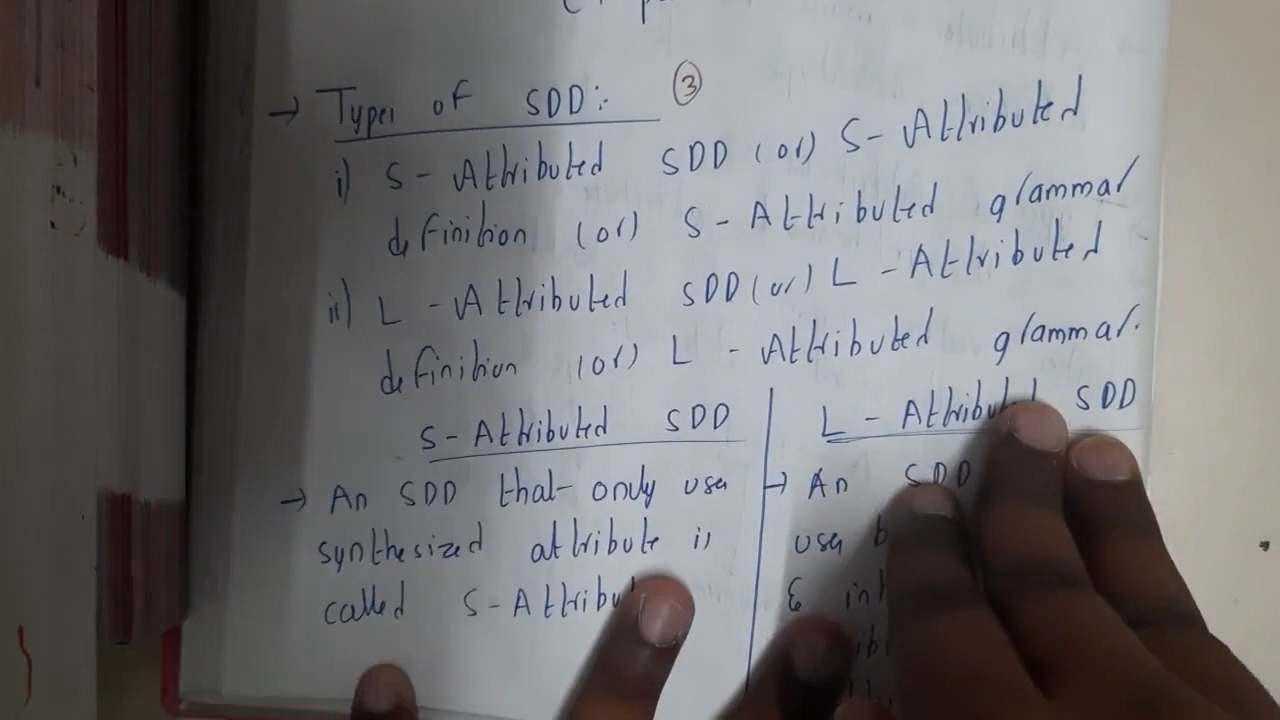 → Types of SDD:- ③
i) S - Attributed SDD (or) S - Attributed
definition (or) S - Attributed grammar
ii) L - Attributed SDD (or) L - Attributed
definition (or) L - Attributed grammar.
S - Attributed SDD
→ An SDD that only uses
synthesized attribute is
called S - Attribu
L - Attribu SDD
→ An SDD
uses
&